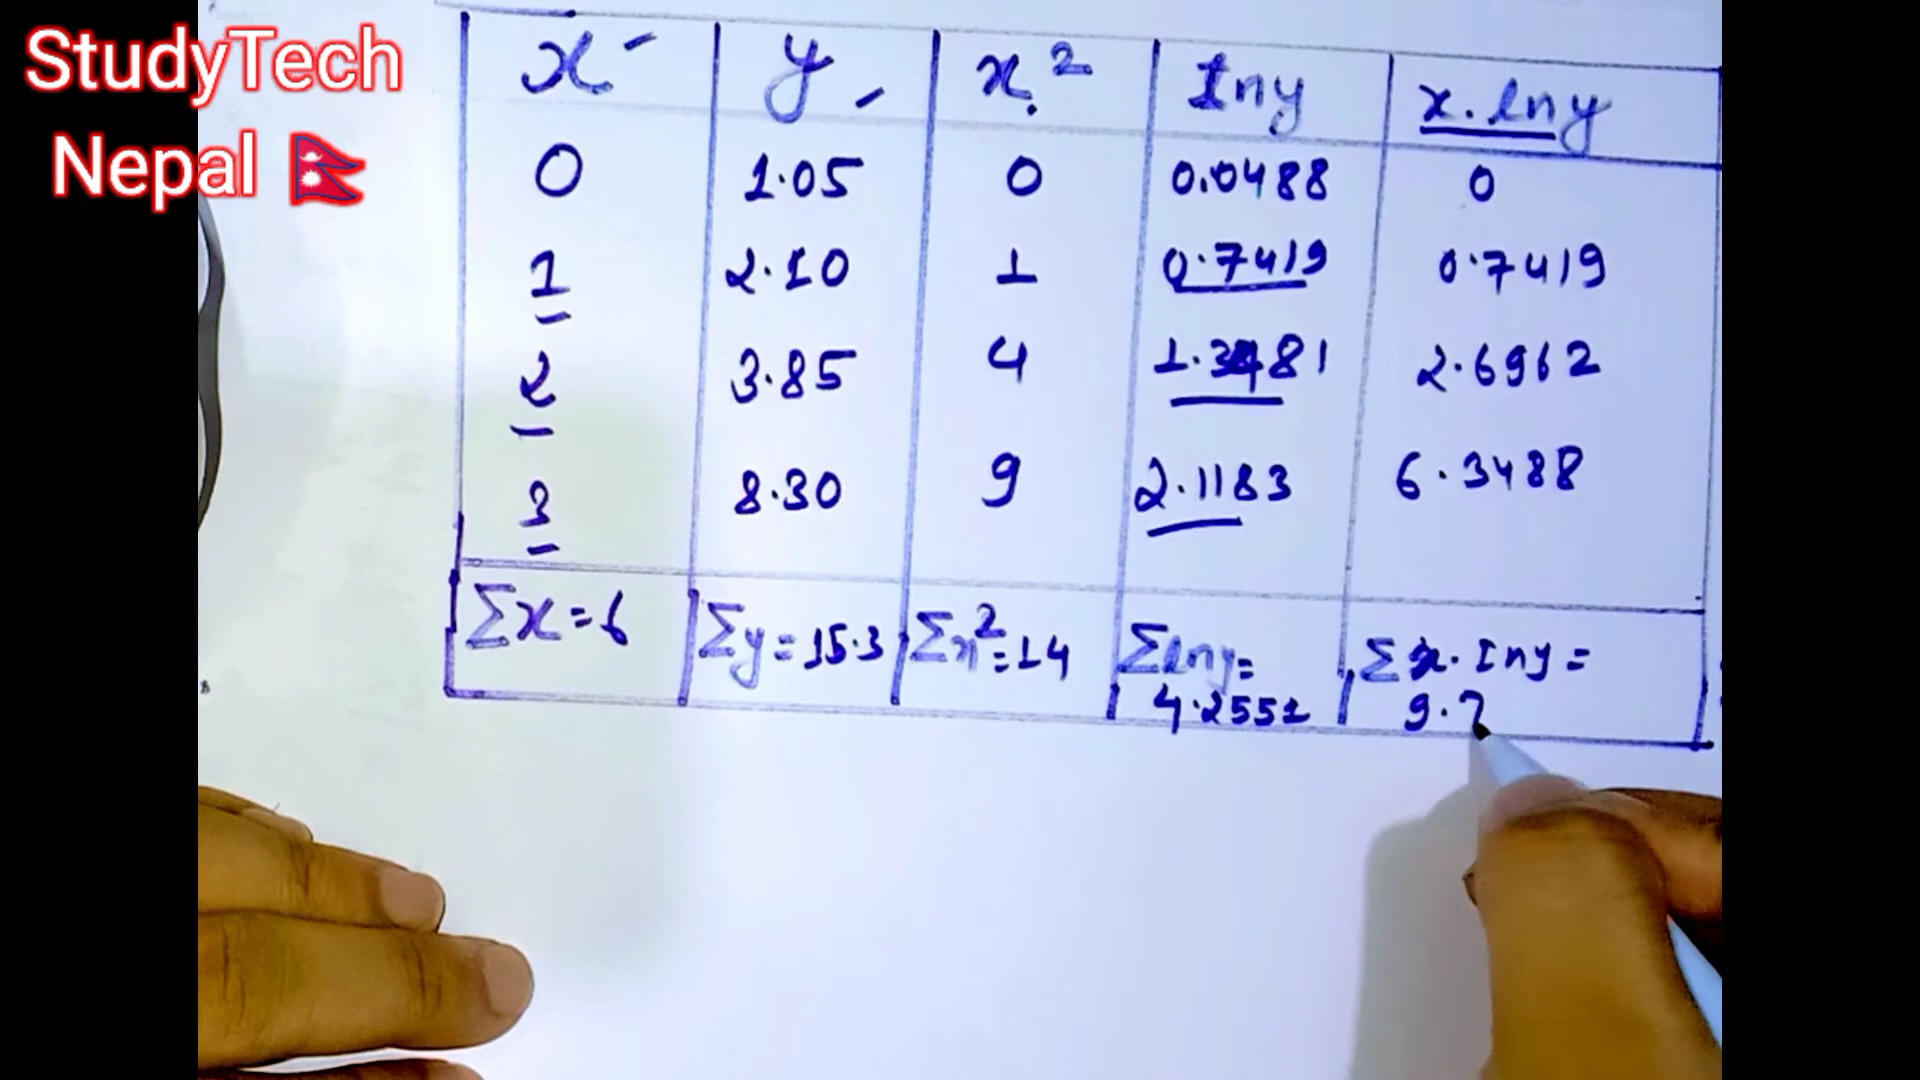 StudyTech
Nepal
x y x² lny x.lny
0 1.05 0 0.0488 0
1 2.10 1 0.7419 0.7419
2 3.85 4 1.3481 2.6962
3 8.30 9 2.1183 6.3488
Σx=6 Σy=15.3 Σx²=14 Σlny= Σx.lny=
4.2551 9.7